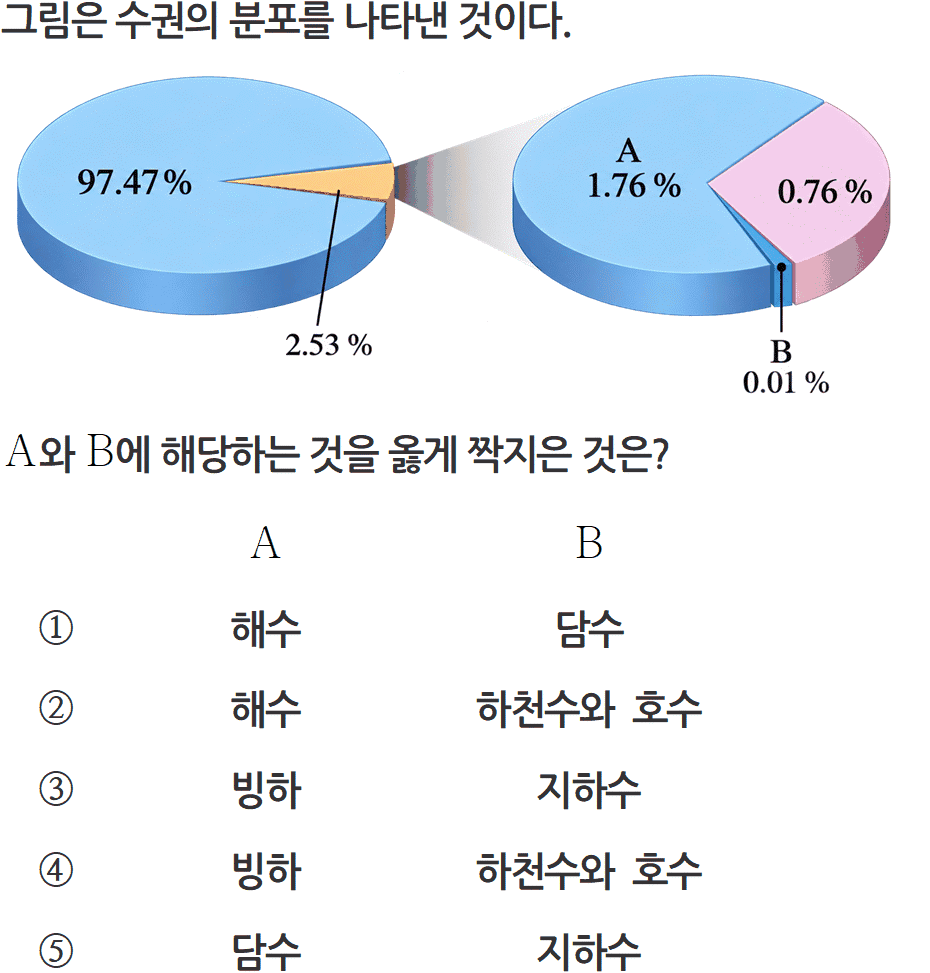 그림은 수권의 분포를 나타낸 것이다.
97.47%
2.53 %
A
1.76 %
0.76 %
B
0.01 %
A와 B에 해당하는 것을 옳게 짝지은 것은?
A B
① 해수 담수
② 해수 하천수와 호수
③ 빙하 지하수
④ 빙하 하천수와 호수
⑤ 담수 지하수